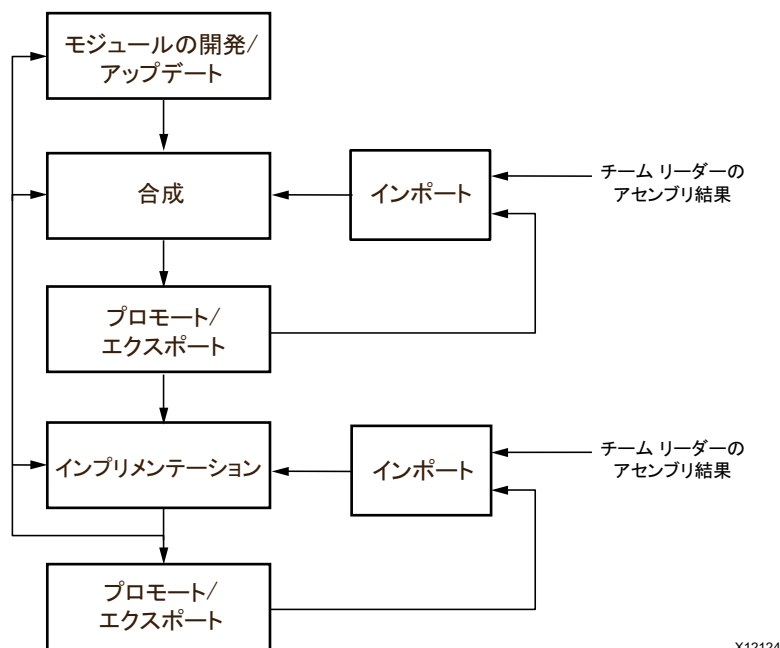 モジュールの開発/
アップデート
合成
インポート
チーム リーダーの
アセンブリ結果
プロモート/
エクスポート
インプリメンテーション
インポート
チーム リーダーの
アセンブリ結果
プロモート/
エクスポート
X12124